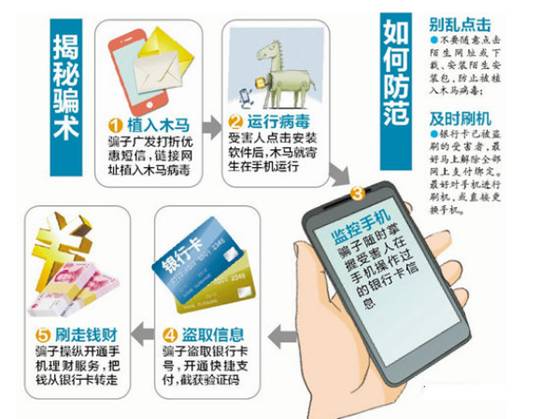 揭秘骗术
1 植入木马
骗子广发打折优
惠短信，链接网
址植入木马病毒
2 运行病毒
受害人点击安装
软件后，木马就寄
生在手机运行
3
监控手机
骗子随时掌
握受害人在
手机操作过
的银行卡信
息
银行卡
4 盗取信息
骗子盗取银行卡
号，开通快捷支
付，截获验证码
5 刷走钱财
骗子操纵开通手
机理财服务，把
钱从银行卡转走
如何防范
别乱点击
●不要随意点击
陌生网址或下
载、安装陌生安
装包，防止被植
入木马病毒；
及时刷机
●银行卡已被盗
刷的受害者，最
好马上解除全部
网上支付绑定。
最好对手机进行
刷机，或直接更
换手机。